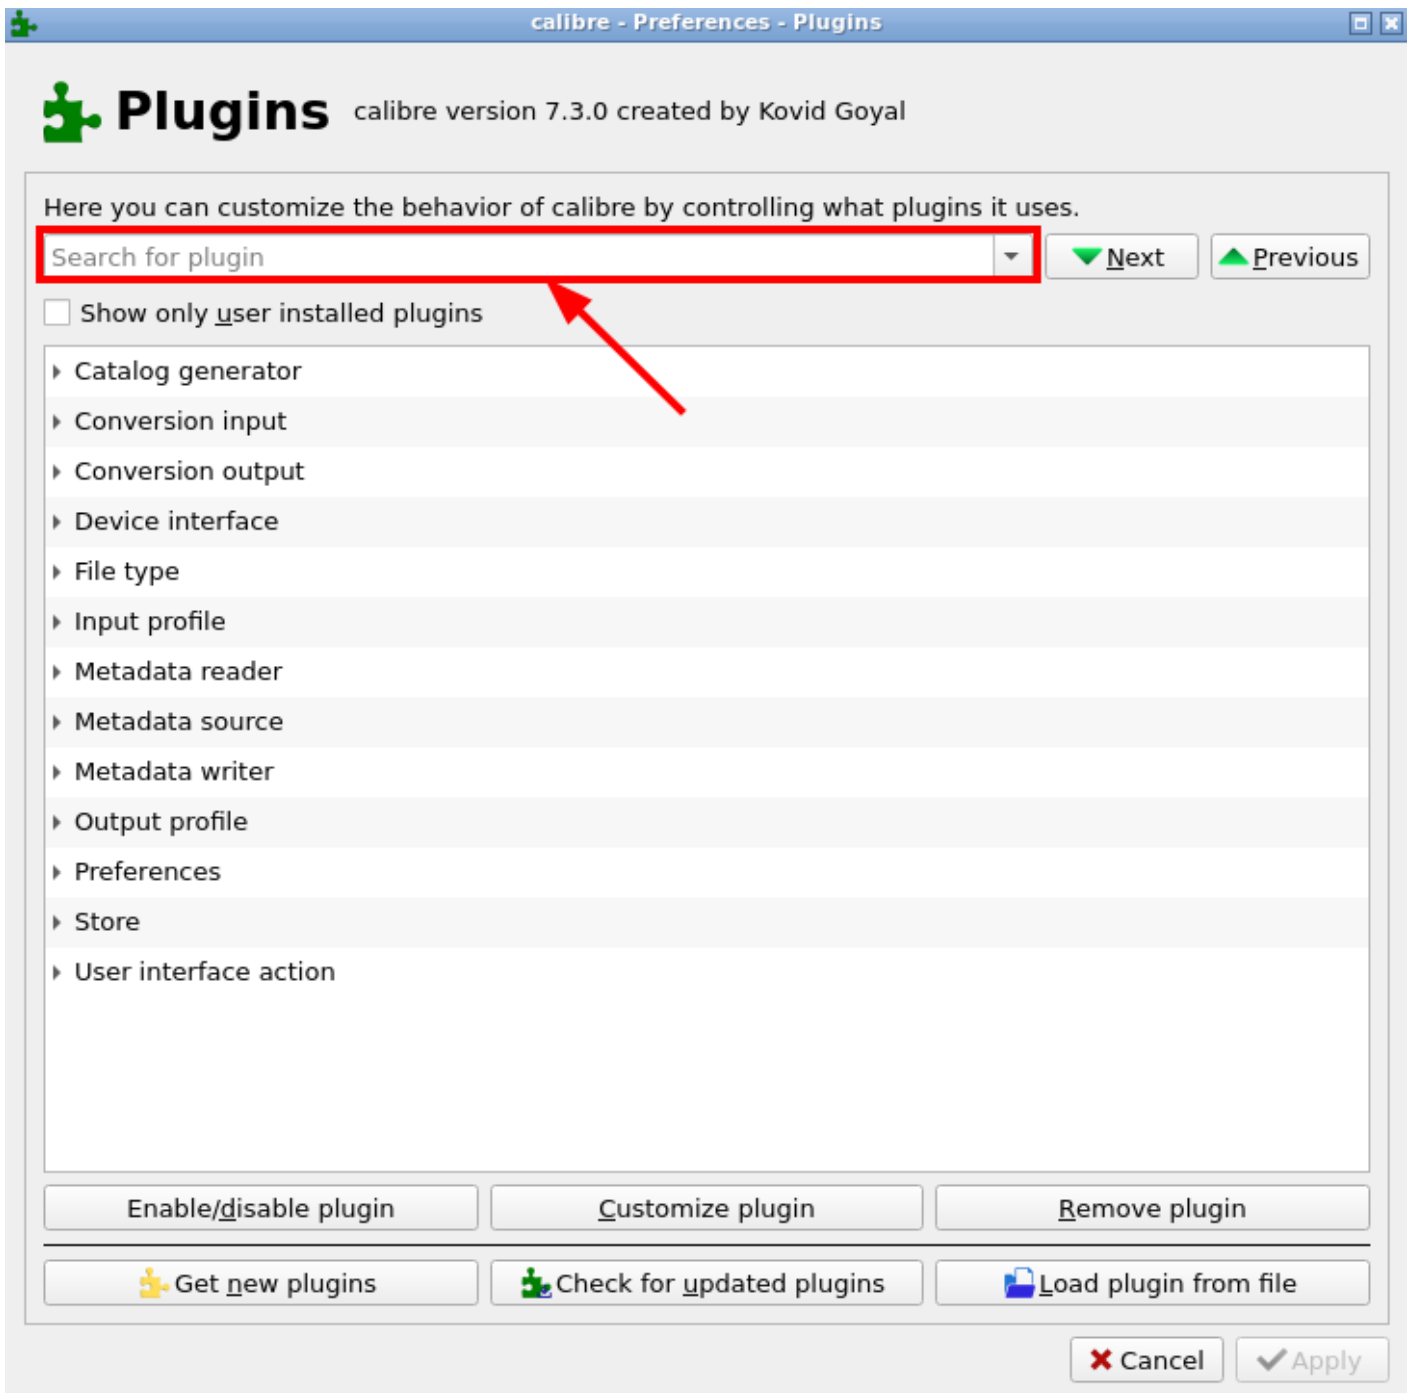 calibre - Preferences - Plugins
Plugins calibre version 7.3.0 created by Kovid Goyal
Here you can customize the behavior of calibre by controlling what plugins it uses.
Search for plugin Next Previous
Show only user installed plugins
Catalog generator
Conversion input
Conversion output
Device interface
File type
Input profile
Metadata reader
Metadata source
Metadata writer
Output profile
Preferences
Store
User interface action
Enable/disable plugin Customize plugin Remove plugin
Get new plugins Check for updated plugins Load plugin from file
Cancel Apply